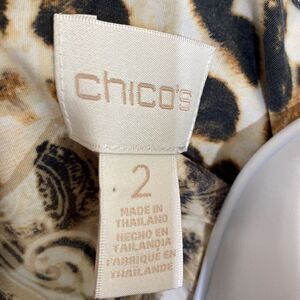 chico's
2
MADE IN
THAILAND
HECHO EN
TAILANDIA
FABRIQUÉ EN
THAÏLANDE